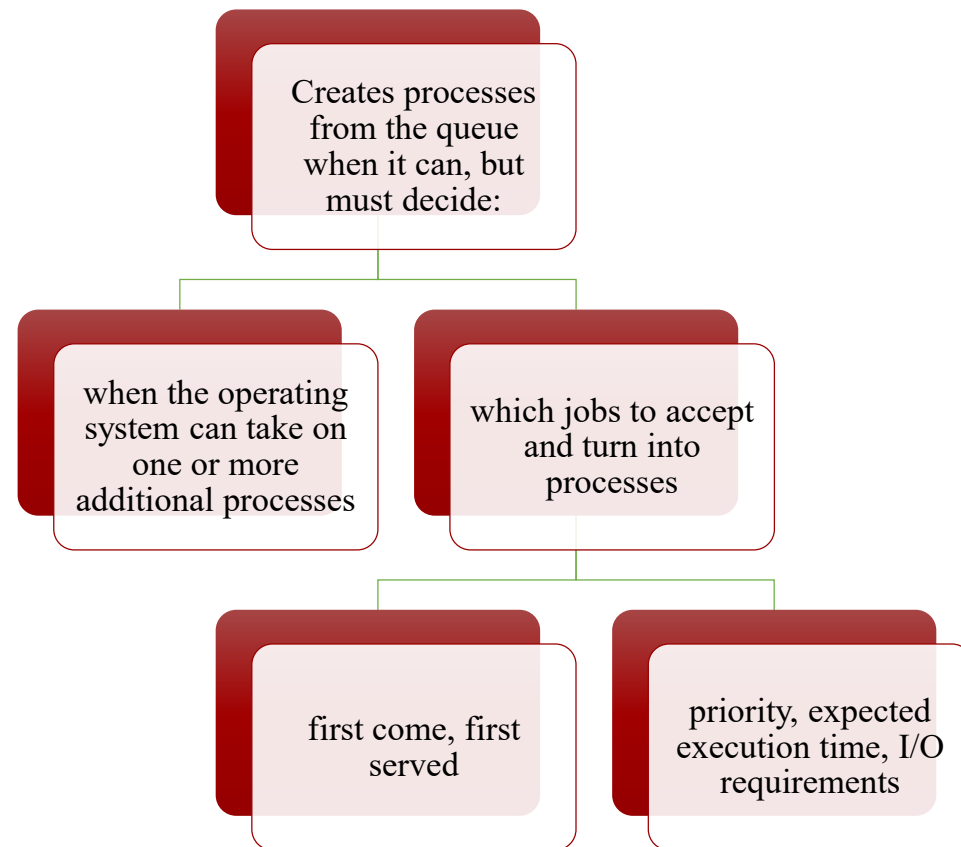 Creates processes
from the queue
when it can, but
must decide:
when the operating
system can take on
one or more
additional processes
which jobs to accept
and turn into
processes
first come, first
served
priority, expected
execution time, I/O
requirements